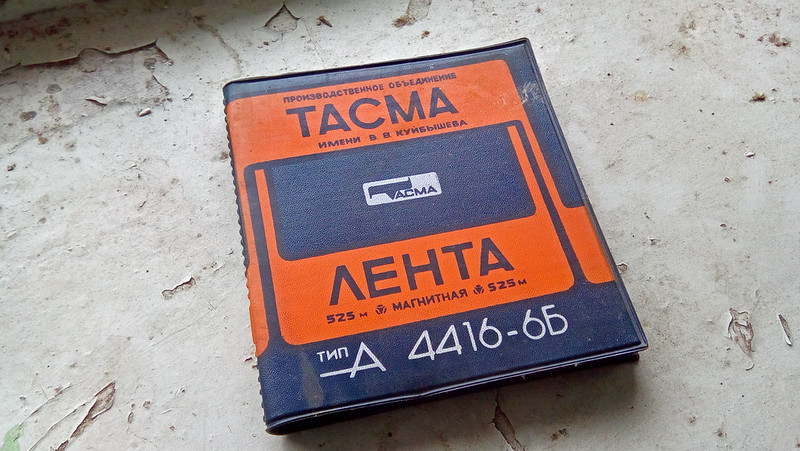 ПРОИЗВОДСТВЕННОЕ ОБЪЕДИНЕНИЕ
ТАСМА
ИМЕНИ В В КУЙБЫШЕВА
ТАСМА
ЛЕНТА
525 м МАГНИТНАЯ 525 м
ТИП А 4416-6Б